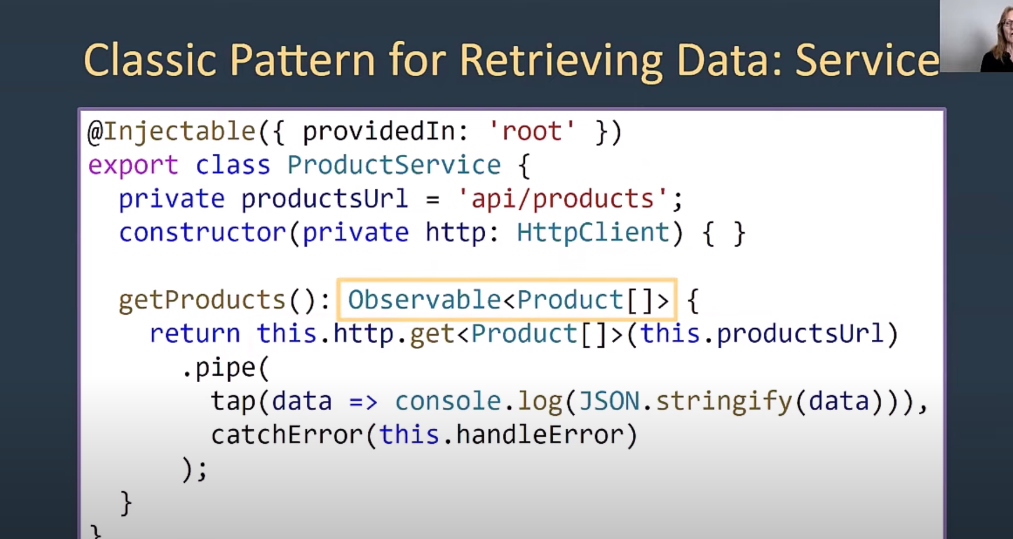 Classic Pattern for Retrieving Data: Service
@Injectable({ providedIn: 'root' })
export class ProductService {
private productsUrl = 'api/products';
constructor(private http: HttpClient) { }
getProducts(): Observable<Product[]> {
return this.http.get<Product[]>(this.productsUrl)
.pipe(
tap(data => console.log(JSON.stringify(data))),
catchError(this.handleError)
);
}
}